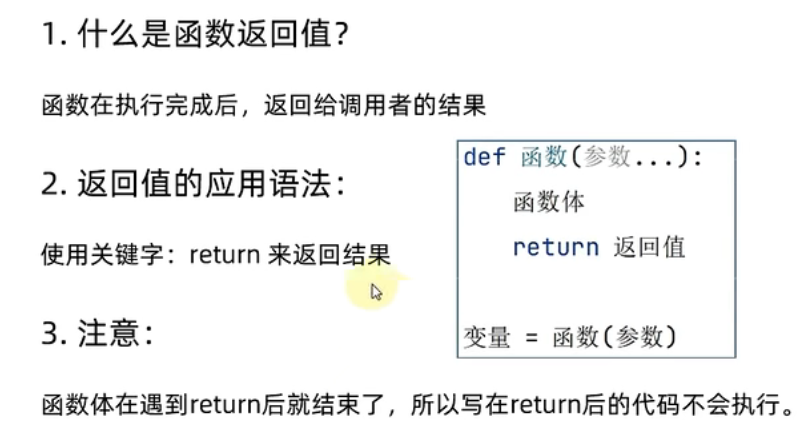 1. 什么是函数返回值？
函数在执行完成后，返回给调用者的结果
2. 返回值的应用语法：
使用关键字：return 来返回结果
3. 注意：
函数体在遇到return后就结束了，所以写在return后的代码不会执行。
def 函数(参数...):
函数体
return 返回值
变量 = 函数(参数)